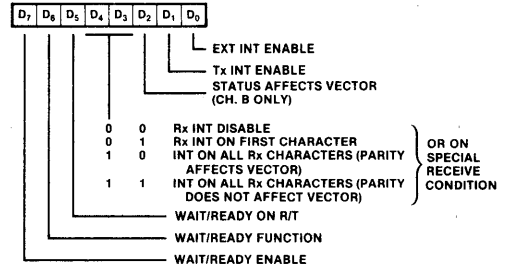 D7 D6 D5 D4 D3 D2 D1 D0
EXT INT ENABLE
Tx INT ENABLE
STATUS AFFECTS VECTOR
(CH. B ONLY)
0 0 Rx INT DISABLE
0 1 Rx INT ON FIRST CHARACTER
1 0 INT ON ALL Rx CHARACTERS (PARITY
AFFECTS VECTOR)
1 1 INT ON ALL Rx CHARACTERS (PARITY
DOES NOT AFFECT VECTOR)
OR ON
SPECIAL
RECEIVE
CONDITION
WAIT/READY ON R/T
WAIT/READY FUNCTION
WAIT/READY ENABLE